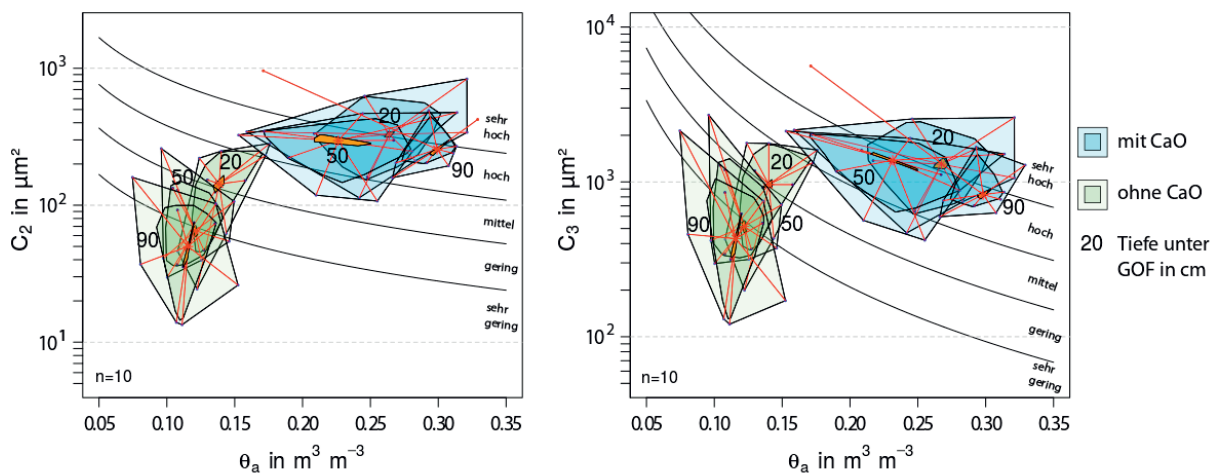 C₂ in µm²
10³
10²
10¹
sehr
hoch
hoch
mittel
gering
sehr
gering
20
50
90
20
50
90
n=10
0.05 0.10 0.15 0.20 0.25 0.30 0.35
θₐ in m³ m⁻³
C₃ in µm²
10⁴
10³
10²
sehr
hoch
hoch
mittel
gering
sehr
gering
20
50
90
20
50
90
n=10
0.05 0.10 0.15 0.20 0.25 0.30 0.35
θₐ in m³ m⁻³
mit CaO
ohne CaO
20 Tiefe unter
GOF in cm